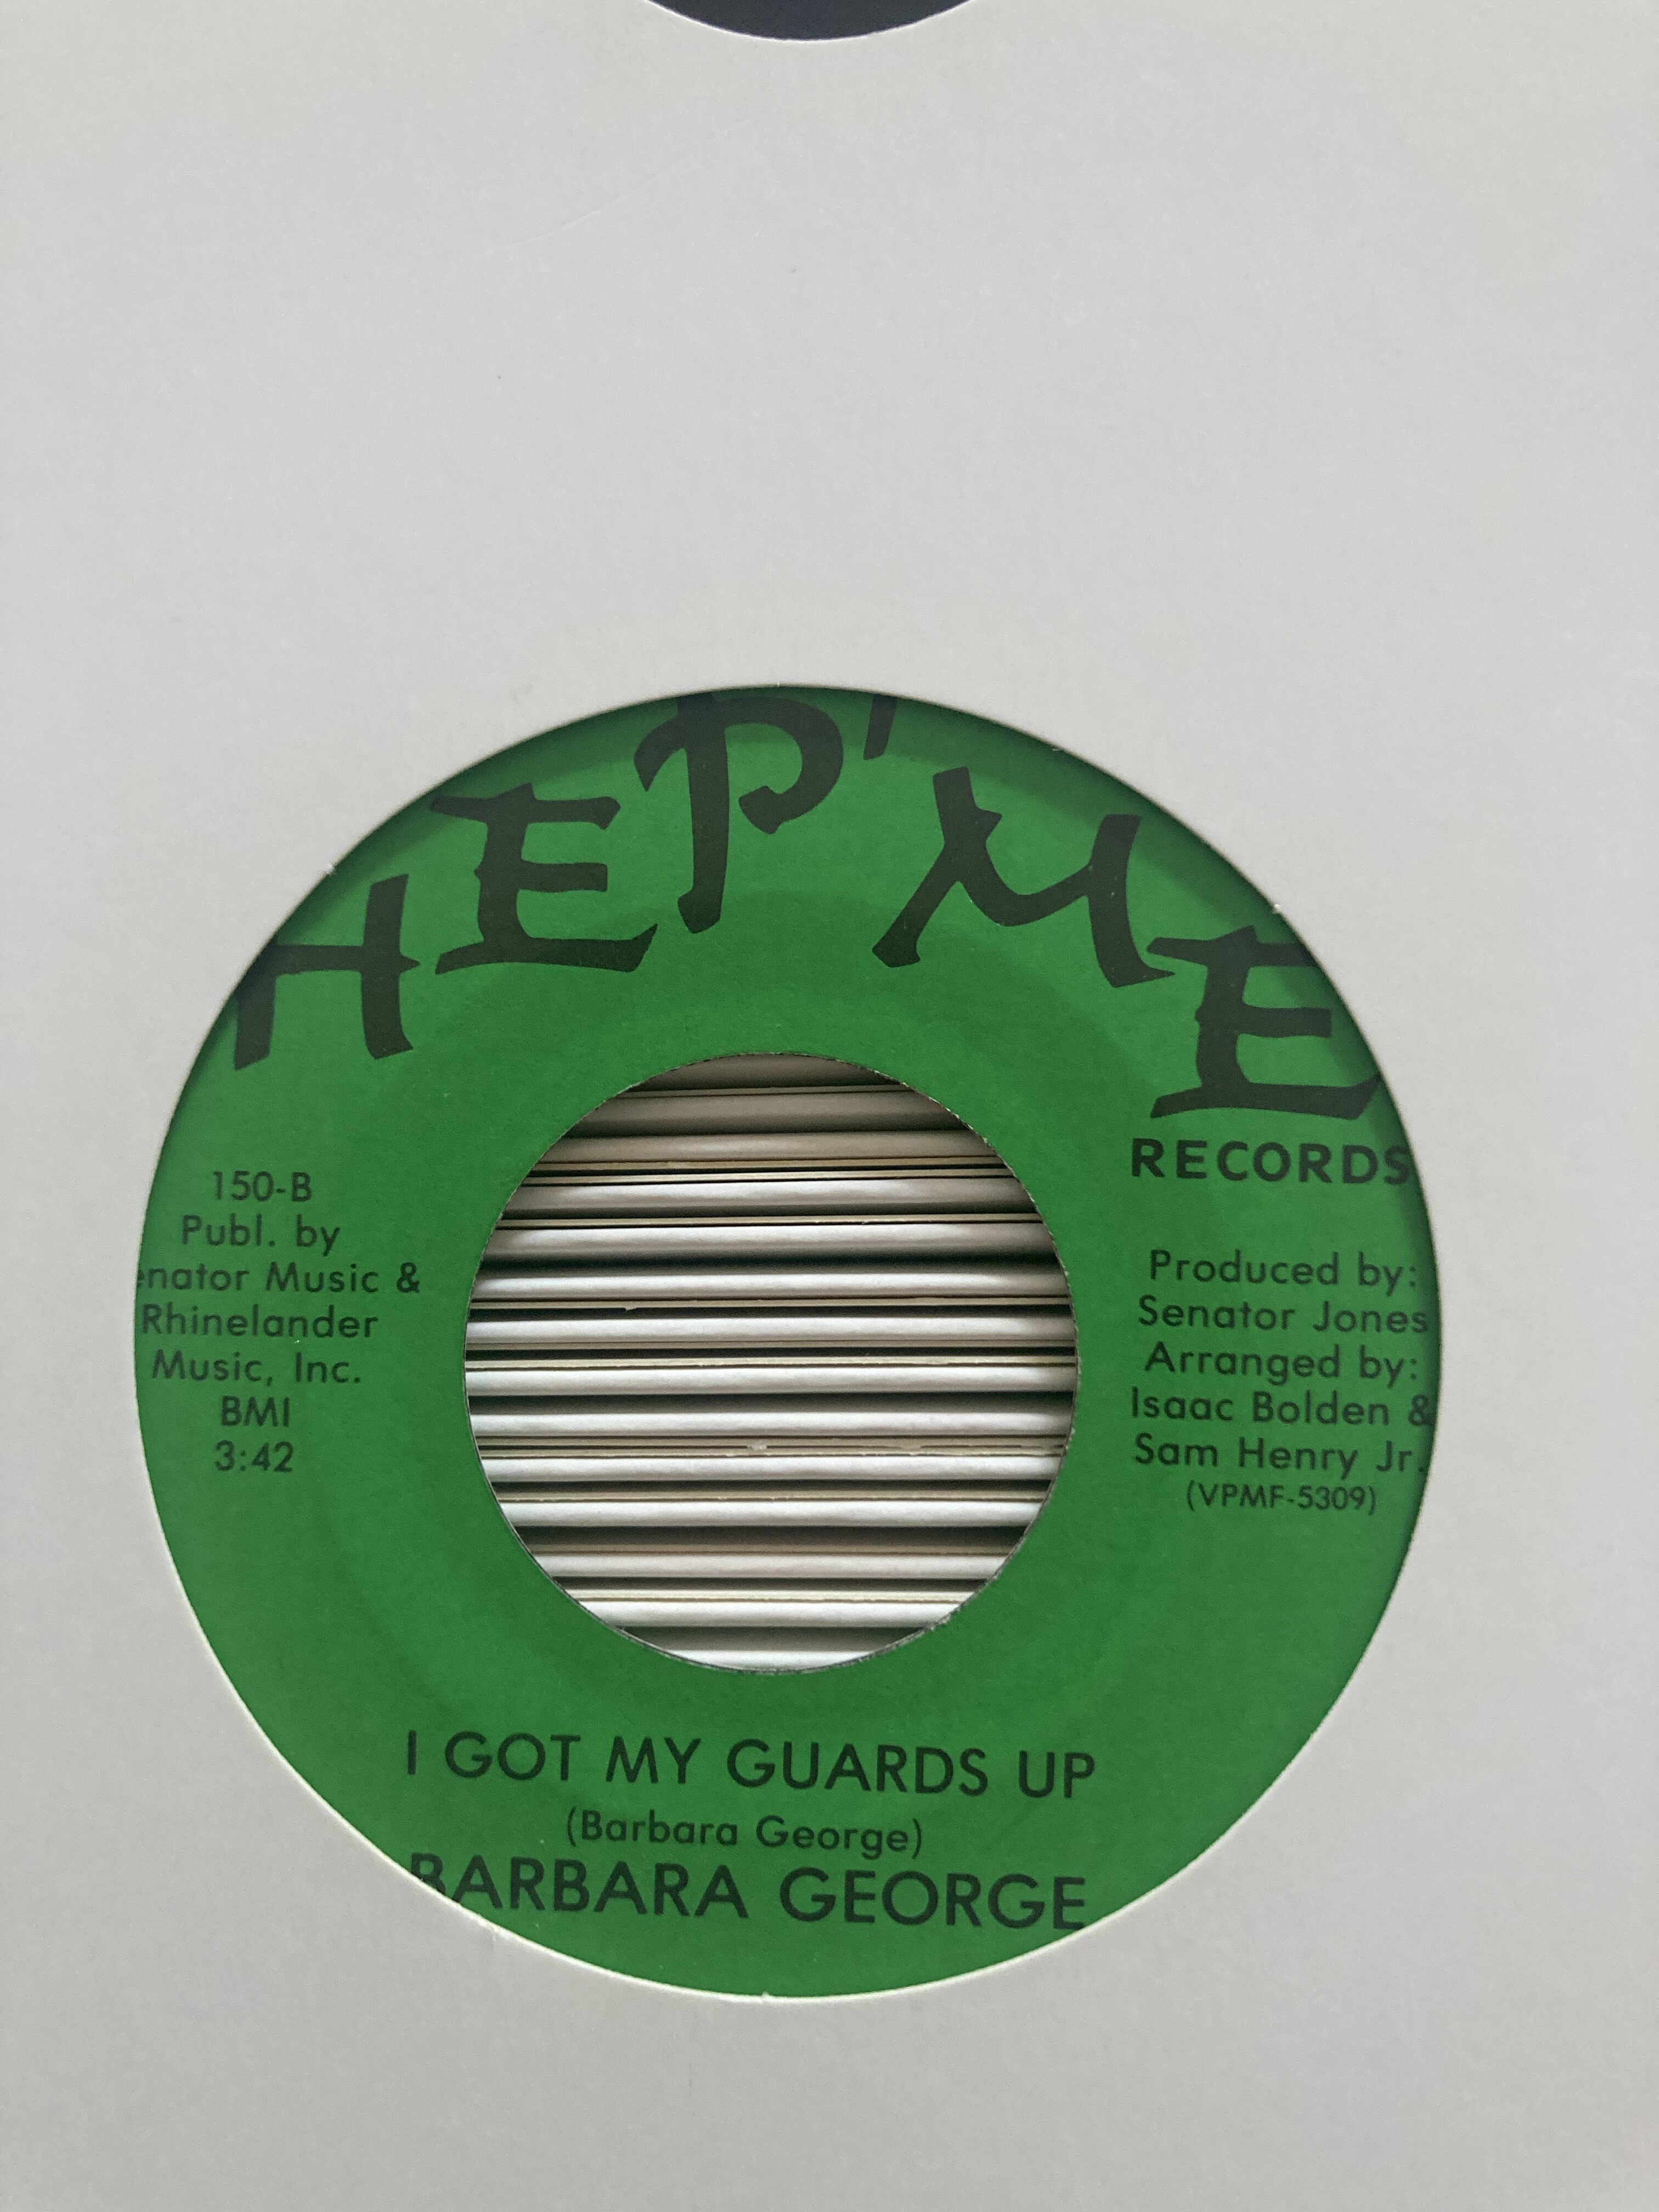 HEP' ME
RECORDS
150-B
Publ. by
enator Music &
Rhinelander
Music, Inc.
BMI
3:42
Produced by:
Senator Jones
Arranged by:
Isaac Bolden &
Sam Henry Jr.
(VPMF-5309)
I GOT MY GUARDS UP
(Barbara George)
BARBARA GEORGE